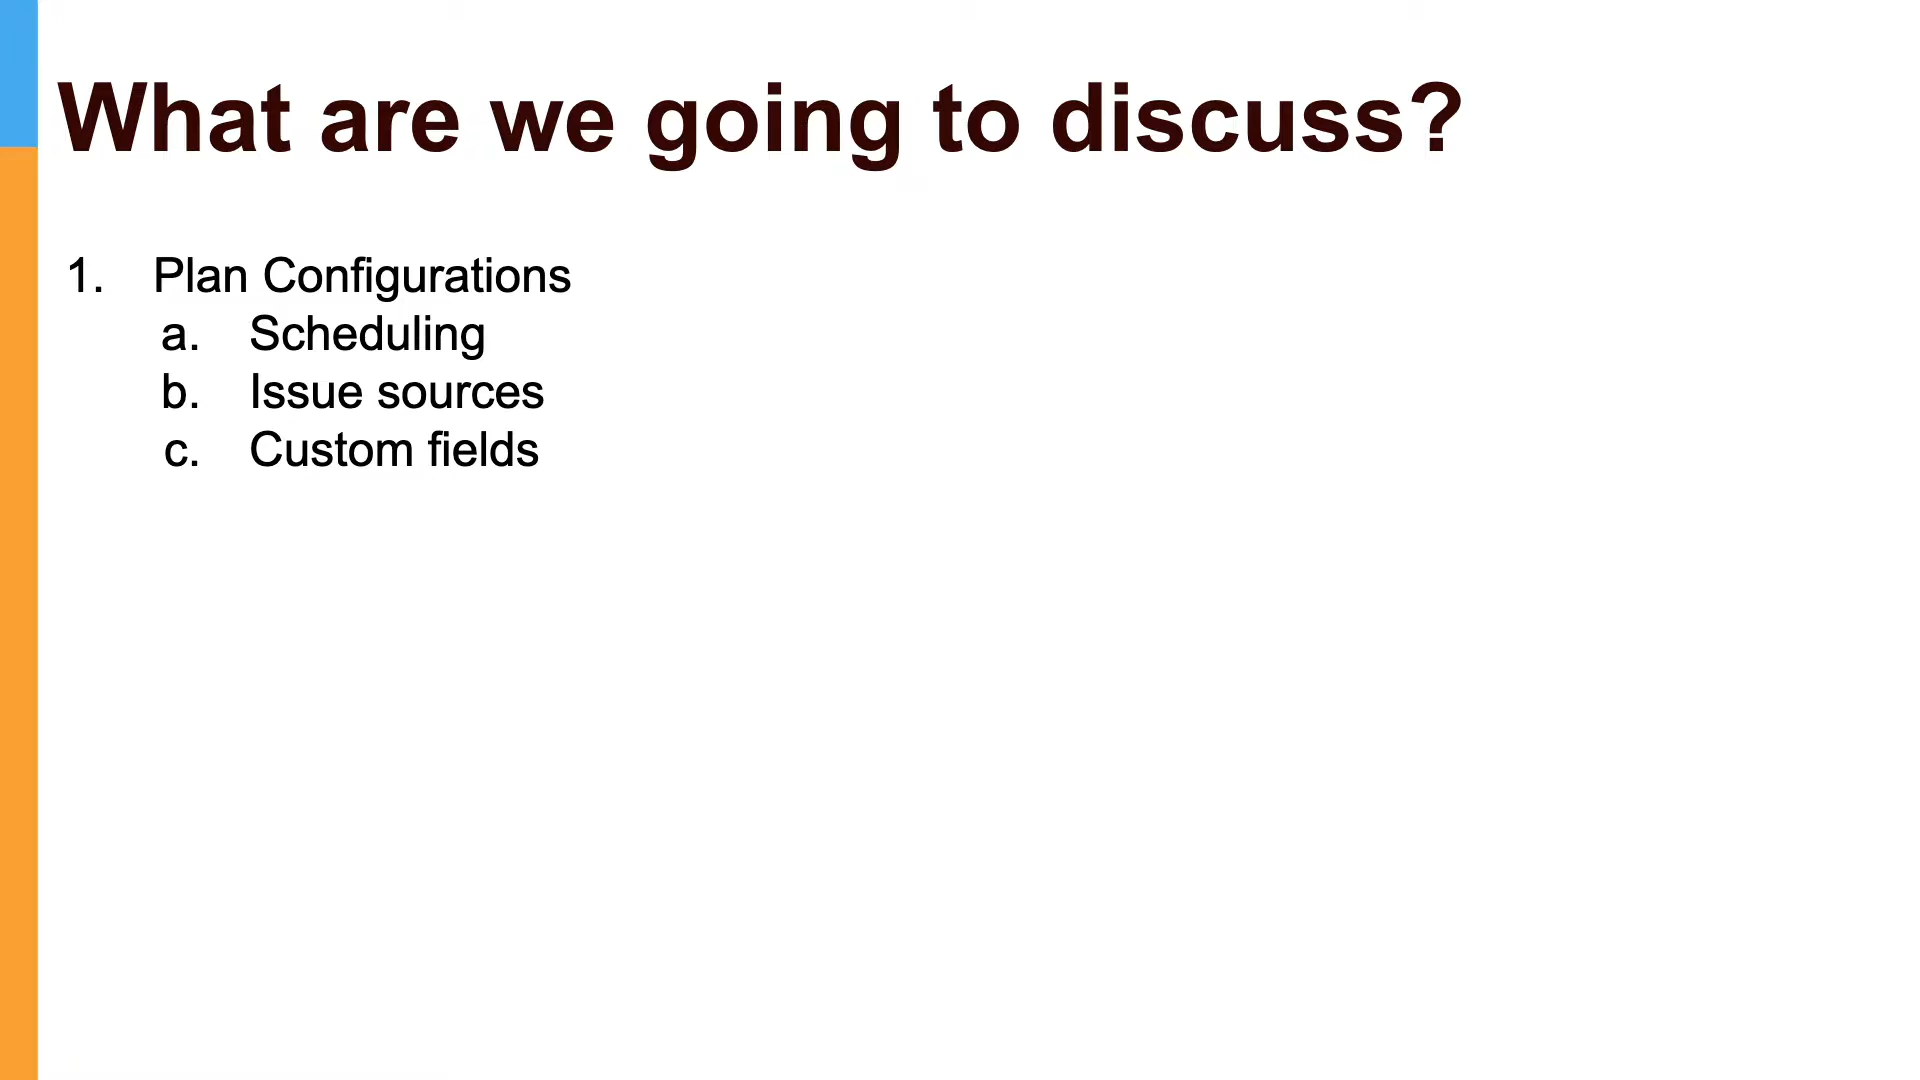 What are we going to discuss?
1. Plan Configurations
a. Scheduling
b. Issue sources
c. Custom fields